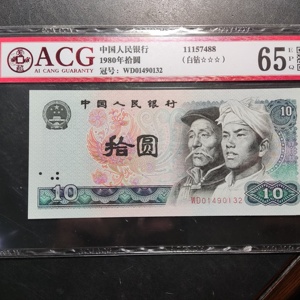 ACG
AI CANG GUARANTY
中国人民银行
1980年拾圆
冠号: WD01490132
11157488
(白钻☆☆☆)
65 EPQ
中国人民银行
10
拾圆
WD01490132
10
10